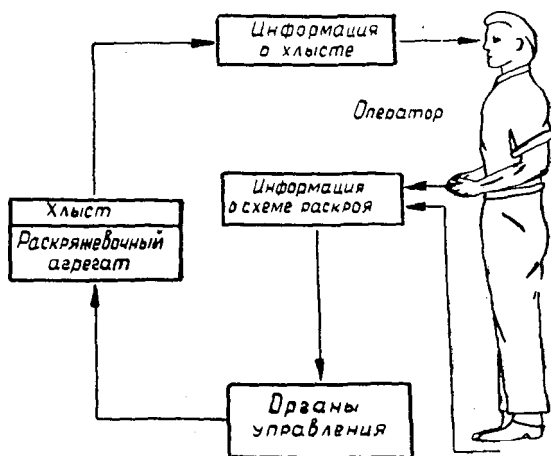 Информация
о хлысте
Оператор
Информация
о схеме раскроя
Хлыст
Раскряжевочный
агрегат
Органы
управления